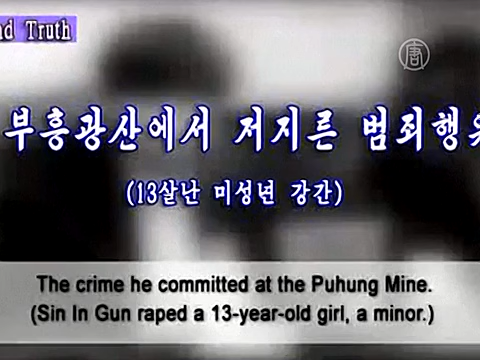 nd Truth
唐
부흥광산에서 저지른 범죄행위
(13살난 미성년 강간)
The crime he committed at the Puhung Mine.
(Sin In Gun raped a 13-year-old girl, a minor.)